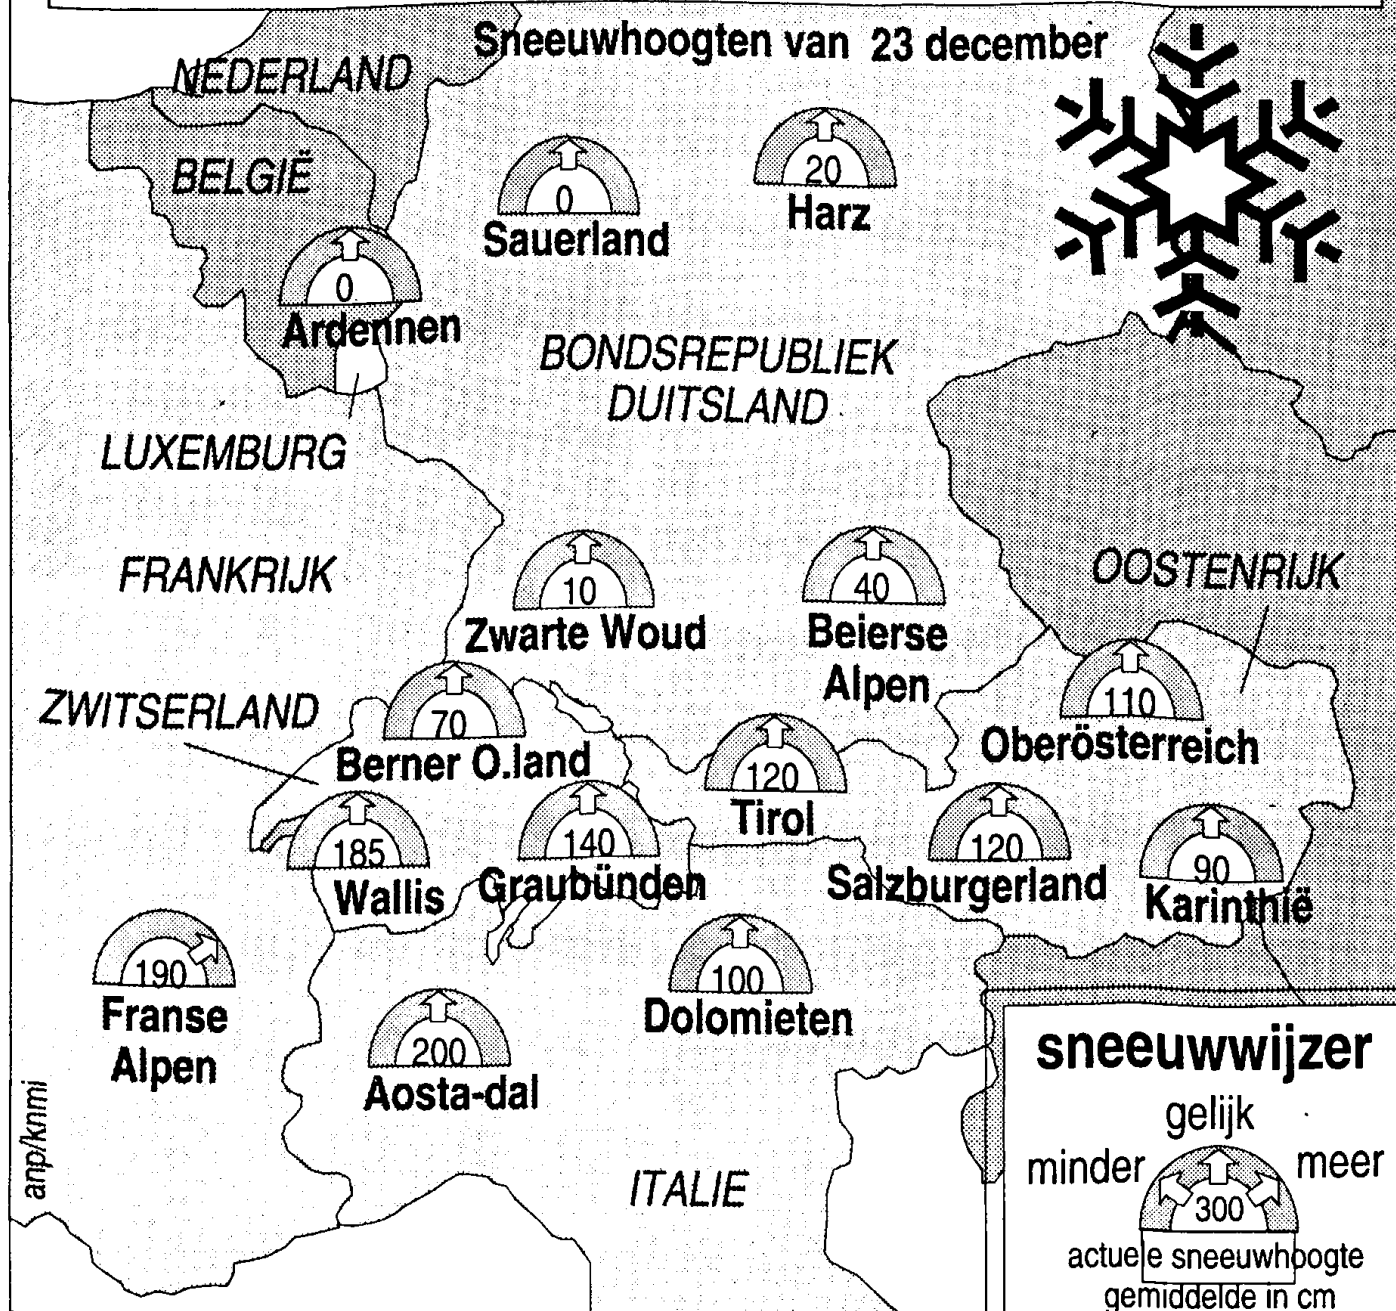 Sneeuwhoogten van 23 december
NEDERLAND
BELGIË
0
Sauerland
20
Harz
0
Ardennen
BONDSREPUBLIEK
DUITSLAND
LUXEMBURG
FRANKRIJK
10
Zwarte Woud
40
Beierse
Alpen
OOSTENRIJK
ZWITSERLAND
70
Berner O.land
110
Oberösterreich
120
Tirol
185
Wallis
140
Graubünden
120
Salzburgerland
90
Karinthië
190
Franse
Alpen
200
Aosta-dal
100
Dolomieten
ITALIE
anp/knmi
sneeuwwijzer
gelijk
minder
meer
300
actuele sneeuwhoogte
gemiddelde in cm